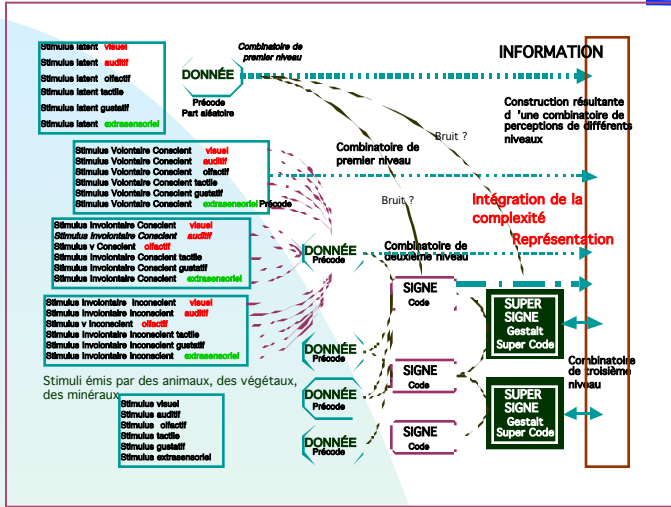 Stimulus latent visuel
Stimulus latent auditif
Stimulus latent olfactif
Stimulus latent tactile
Stimulus latent gustatif
Stimulus latent extrasensoriel
Combinatoire de
premier niveau
DONNÉE
Précode
Part aléatoire
INFORMATION
Construction résultante
d 'une combinatoire de
perceptions de différents
niveaux
Bruit ?
Combinatoire de
premier niveau
Stimulus Volontaire Conscient visuel
Stimulus Volontaire Conscient auditif
Stimulus Volontaire Conscient olfactif
Stimulus Volontaire Conscient tactile
Stimulus Volontaire Conscient gustatif
Stimulus Volontaire Conscient extrasensoriel Précode
Bruit ?
Intégration de la
complexité
Représentation
Stimulus Involontaire Conscient visuel
Stimulus Involontaire Conscient auditif
Stimulus v Conscient olfactif
Stimulus Involontaire Conscient tactile
Stimulus Involontaire Conscient gustatif
Stimulus Involontaire Conscient extrasensoriel
DONNÉE
Précode
Combinatoire de
deuxième niveau
SIGNE
Code
SUPER
SIGNE
Gestalt
Super Code
Stimulus Involontaire Inconscient visuel
Stimulus Involontaire Inconscient auditif
Stimulus v Inconscient olfactif
Stimulus Involontaire Inconscient tactile
Stimulus Involontaire Inconscient gustatif
Stimulus Involontaire Inconscient extrasensoriel
DONNÉE
Précode
SIGNE
Code
Combinatoire
de troisième
niveau
Stimuli émis par des animaux, des végétaux,
des minéraux
Stimulus visuel
Stimulus auditif
Stimulus olfactif
Stimulus tactile
Stimulus gustatif
Stimulus extrasensoriel
DONNÉE
Précode
DONNÉE
Précode
SIGNE
Code
SUPER
SIGNE
Gestalt
Super Code